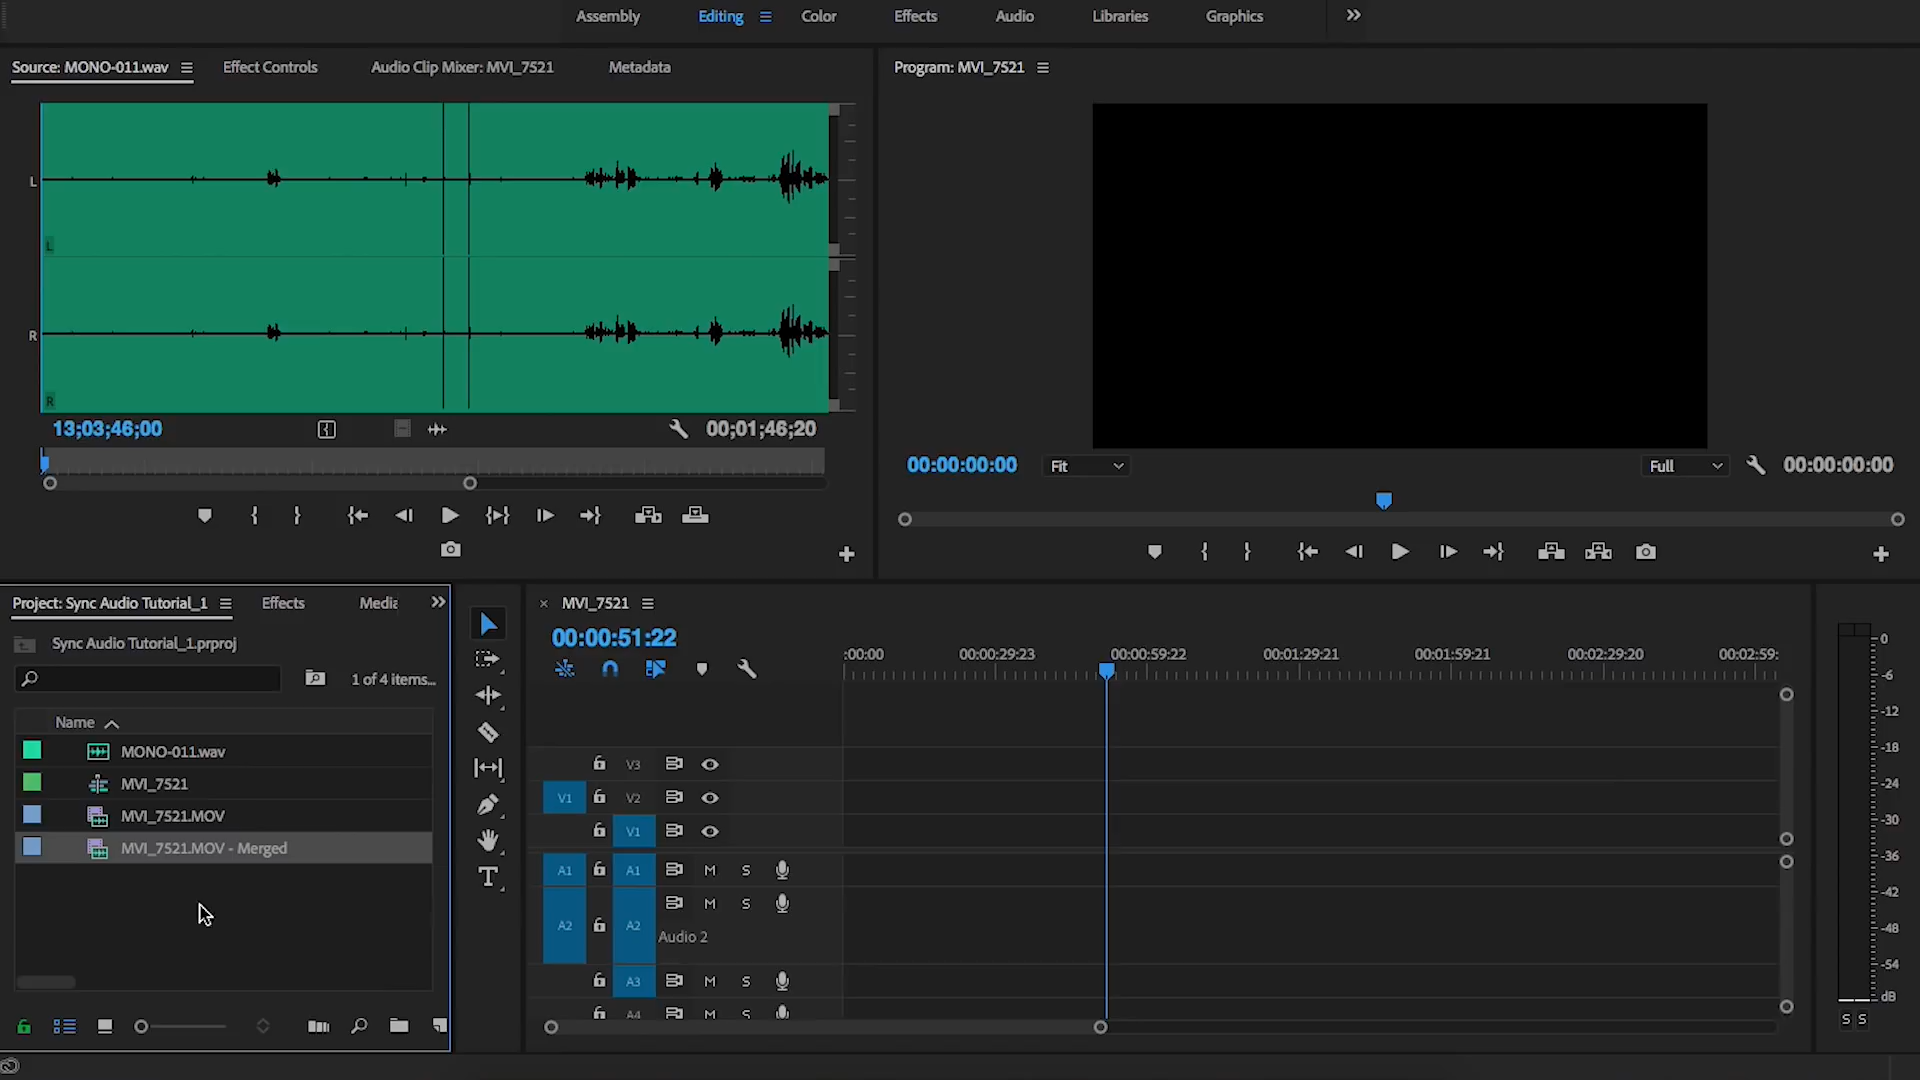 Assembly Editing Color Effects Audio Libraries Graphics
Source: MONO-011.wav Effect Controls Audio Clip Mixer: MVI_7521 Metadata
Program: MVI_7521
L
L
R
R
13;03;46;00 00;01;46;20
00:00:00:00 Fit Full 00:00:00:00
Project: Sync Audio Tutorial_1 Effects Media
Sync Audio Tutorial_1.prproj
1 of 4 items...
Name
MONO-011.wav
MVI_7521
MVI_7521.MOV
MVI_7521.MOV - Merged
T
MVI_7521
00:00:51:22
:00:00 00:00:29:23 00:00:59:22 00:01:29:21 00:01:59:21 00:02:29:20 00:02:59:
V3
V1 V2
V1
A1 A1 M S
M S
A2 A2
Audio 2
A3 M S
A4 M S
0
-6
-12
-18
-24
-30
-36
-42
-48
-54
dB
S S